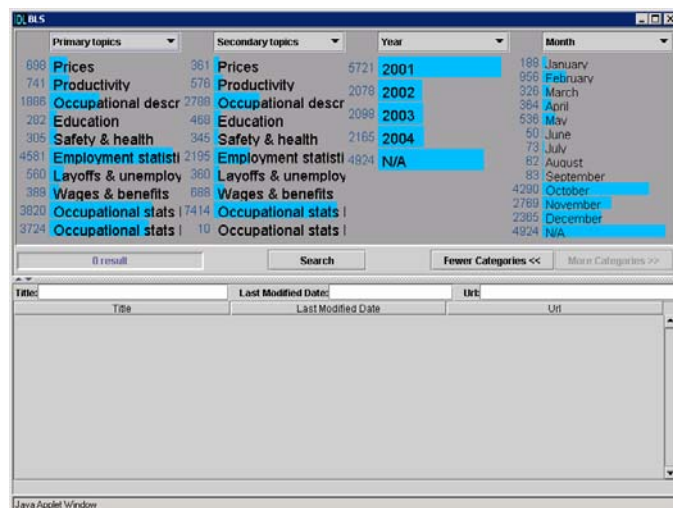 BLS
Primary topics
698 Prices
741 Productivity
1886 Occupational descr
282 Education
305 Safety & health
4581 Employment statisti
560 Layoffs & unemploy
389 Wages & benefits
3820 Occupational stats
3724 Occupational stats
Secondary topics
361 Prices
576 Productivity
2788 Occupational descr
468 Education
345 Safety & health
2195 Employment statisti
360 Layoffs & unemploy
688 Wages & benefits
7414 Occupational stats
10 Occupational stats
Year
5721 2001
2078 2002
2098 2003
2165 2004
4924 N/A
Month
189 January
956 February
326 March
364 April
536 May
50 June
73 July
62 August
83 September
4290 October
2769 November
2365 December
4924 N/A
0 result Search Fewer Categories << More Categories >>
Title: Last Modified Date: Url:
Title Last Modified Date Url
Java Applet Window